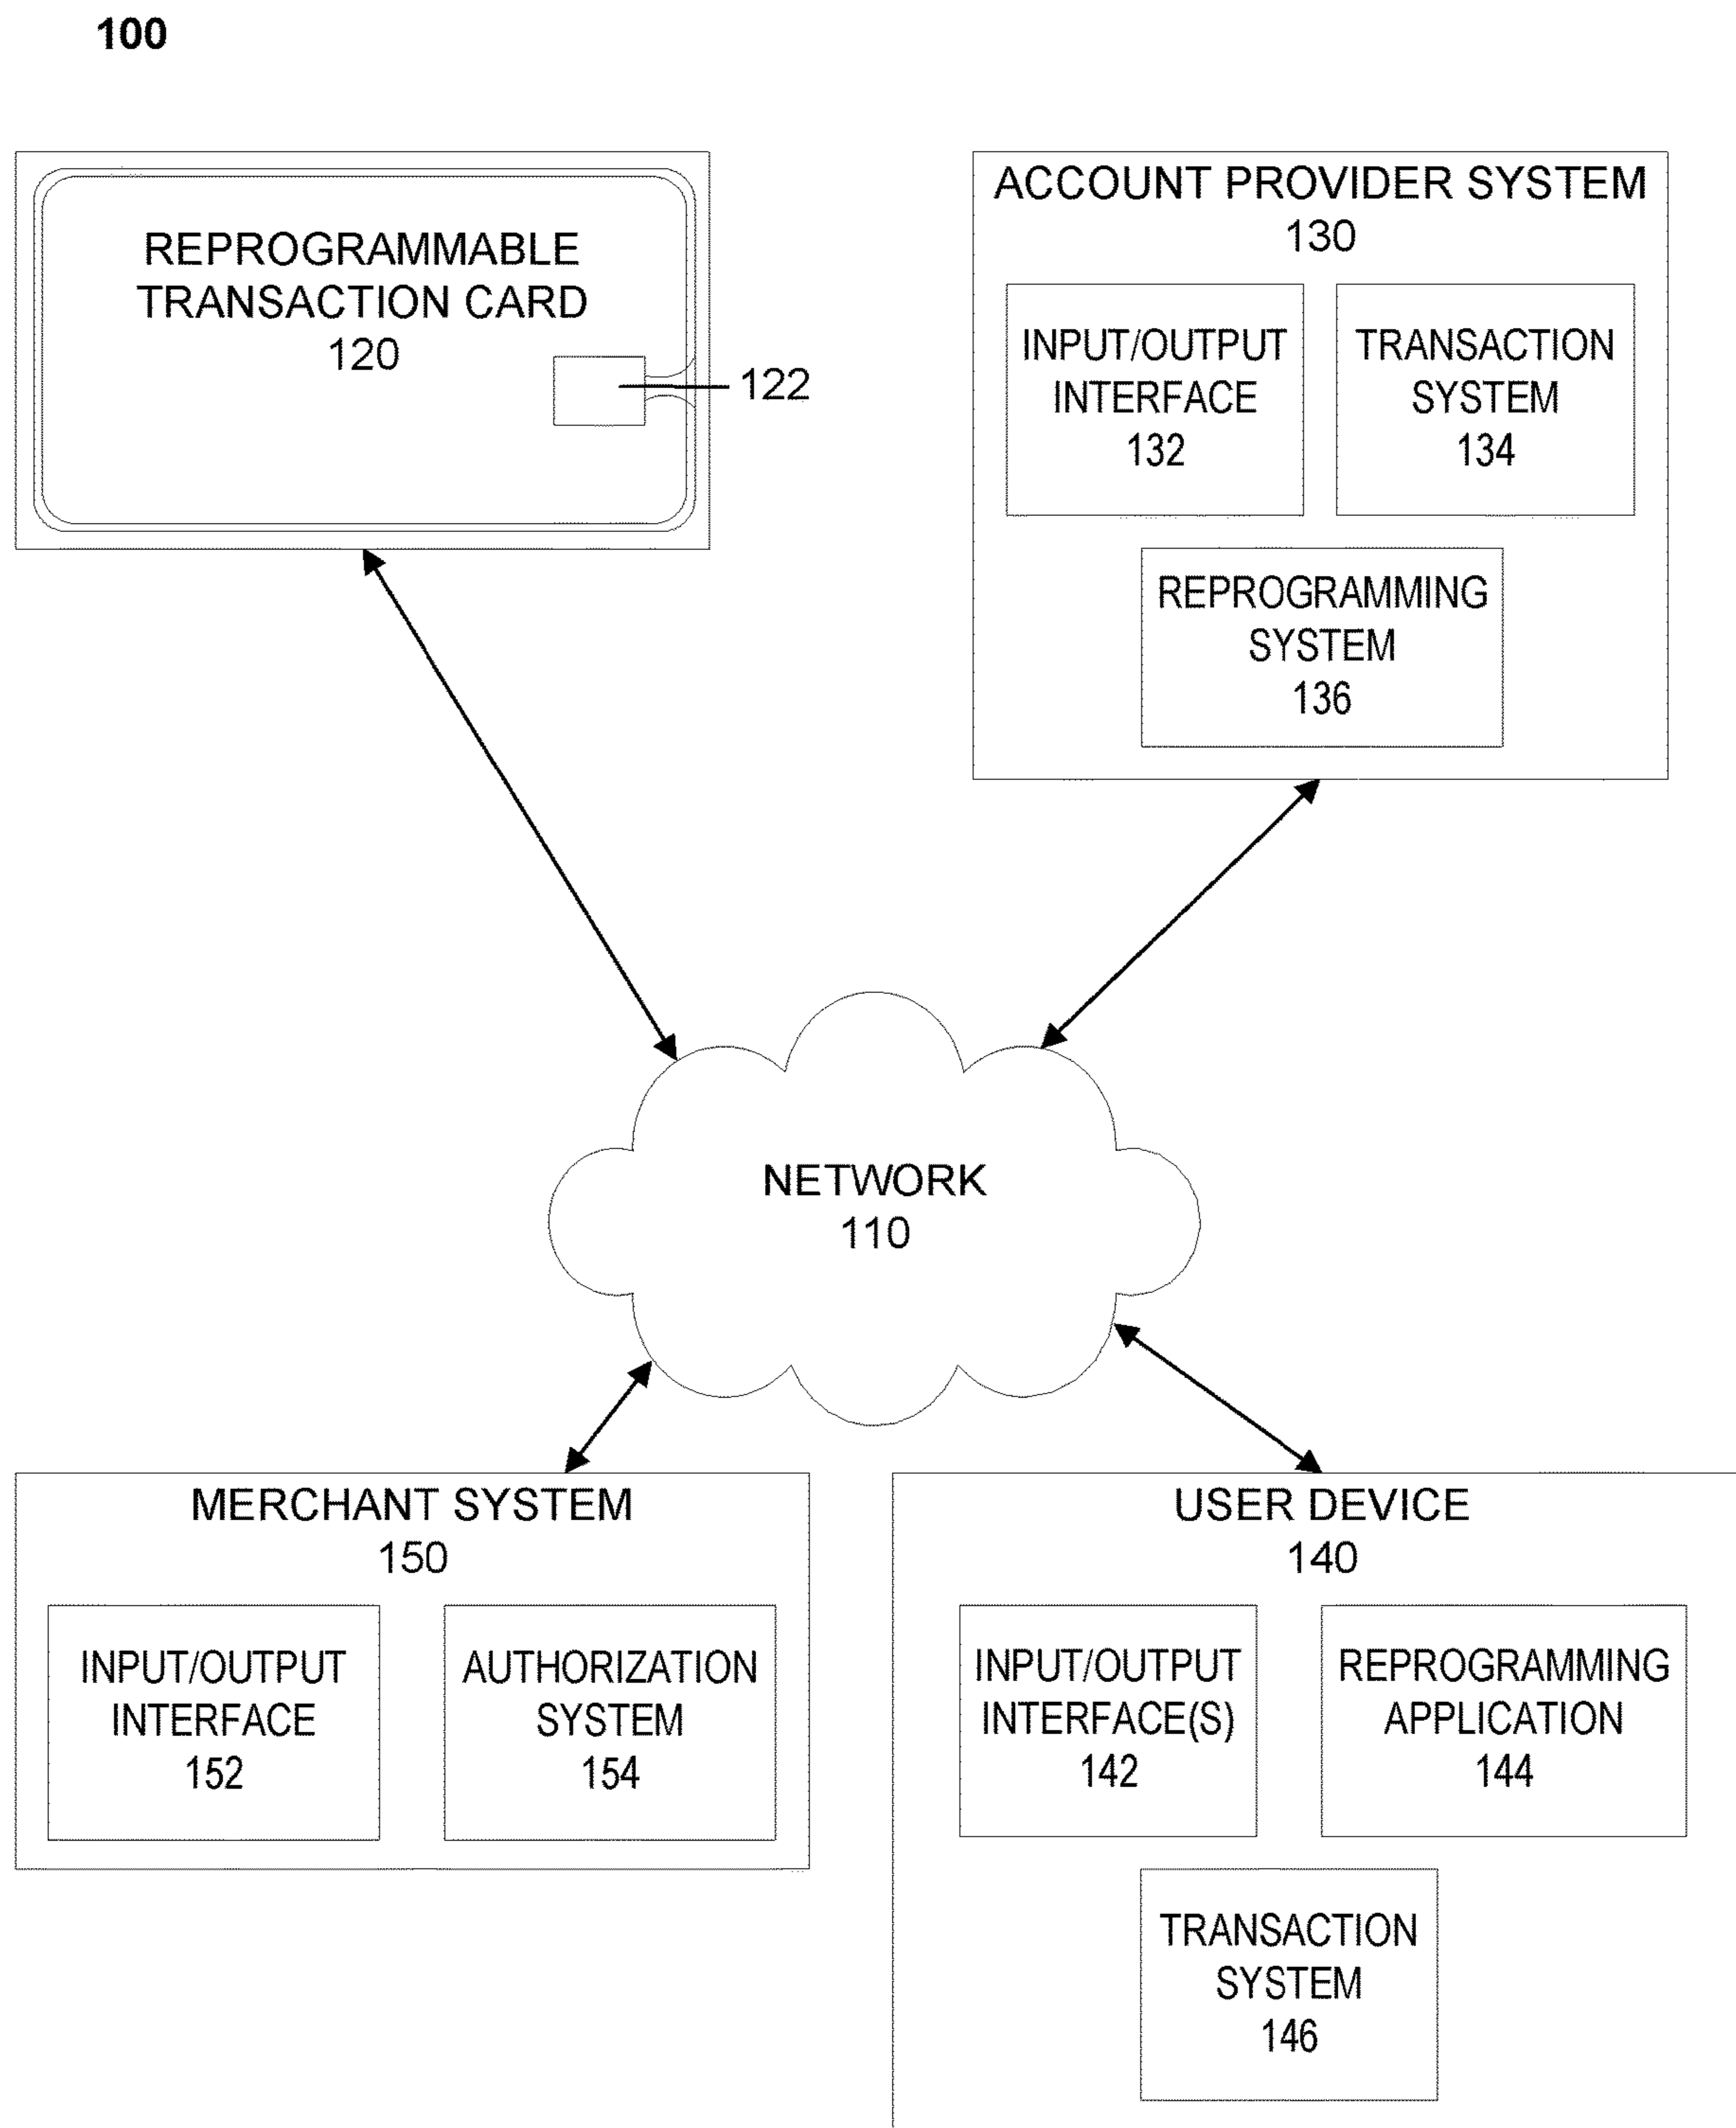 100
REPROGRAMMABLE
TRANSACTION CARD
120
122
ACCOUNT PROVIDER SYSTEM
130
INPUT/OUTPUT
INTERFACE
132
TRANSACTION
SYSTEM
134
REPROGRAMMING
SYSTEM
136
NETWORK
110
MERCHANT SYSTEM
150
INPUT/OUTPUT
INTERFACE
152
AUTHORIZATION
SYSTEM
154
USER DEVICE
140
INPUT/OUTPUT
INTERFACE(S)
142
REPROGRAMMING
APPLICATION
144
TRANSACTION
SYSTEM
146